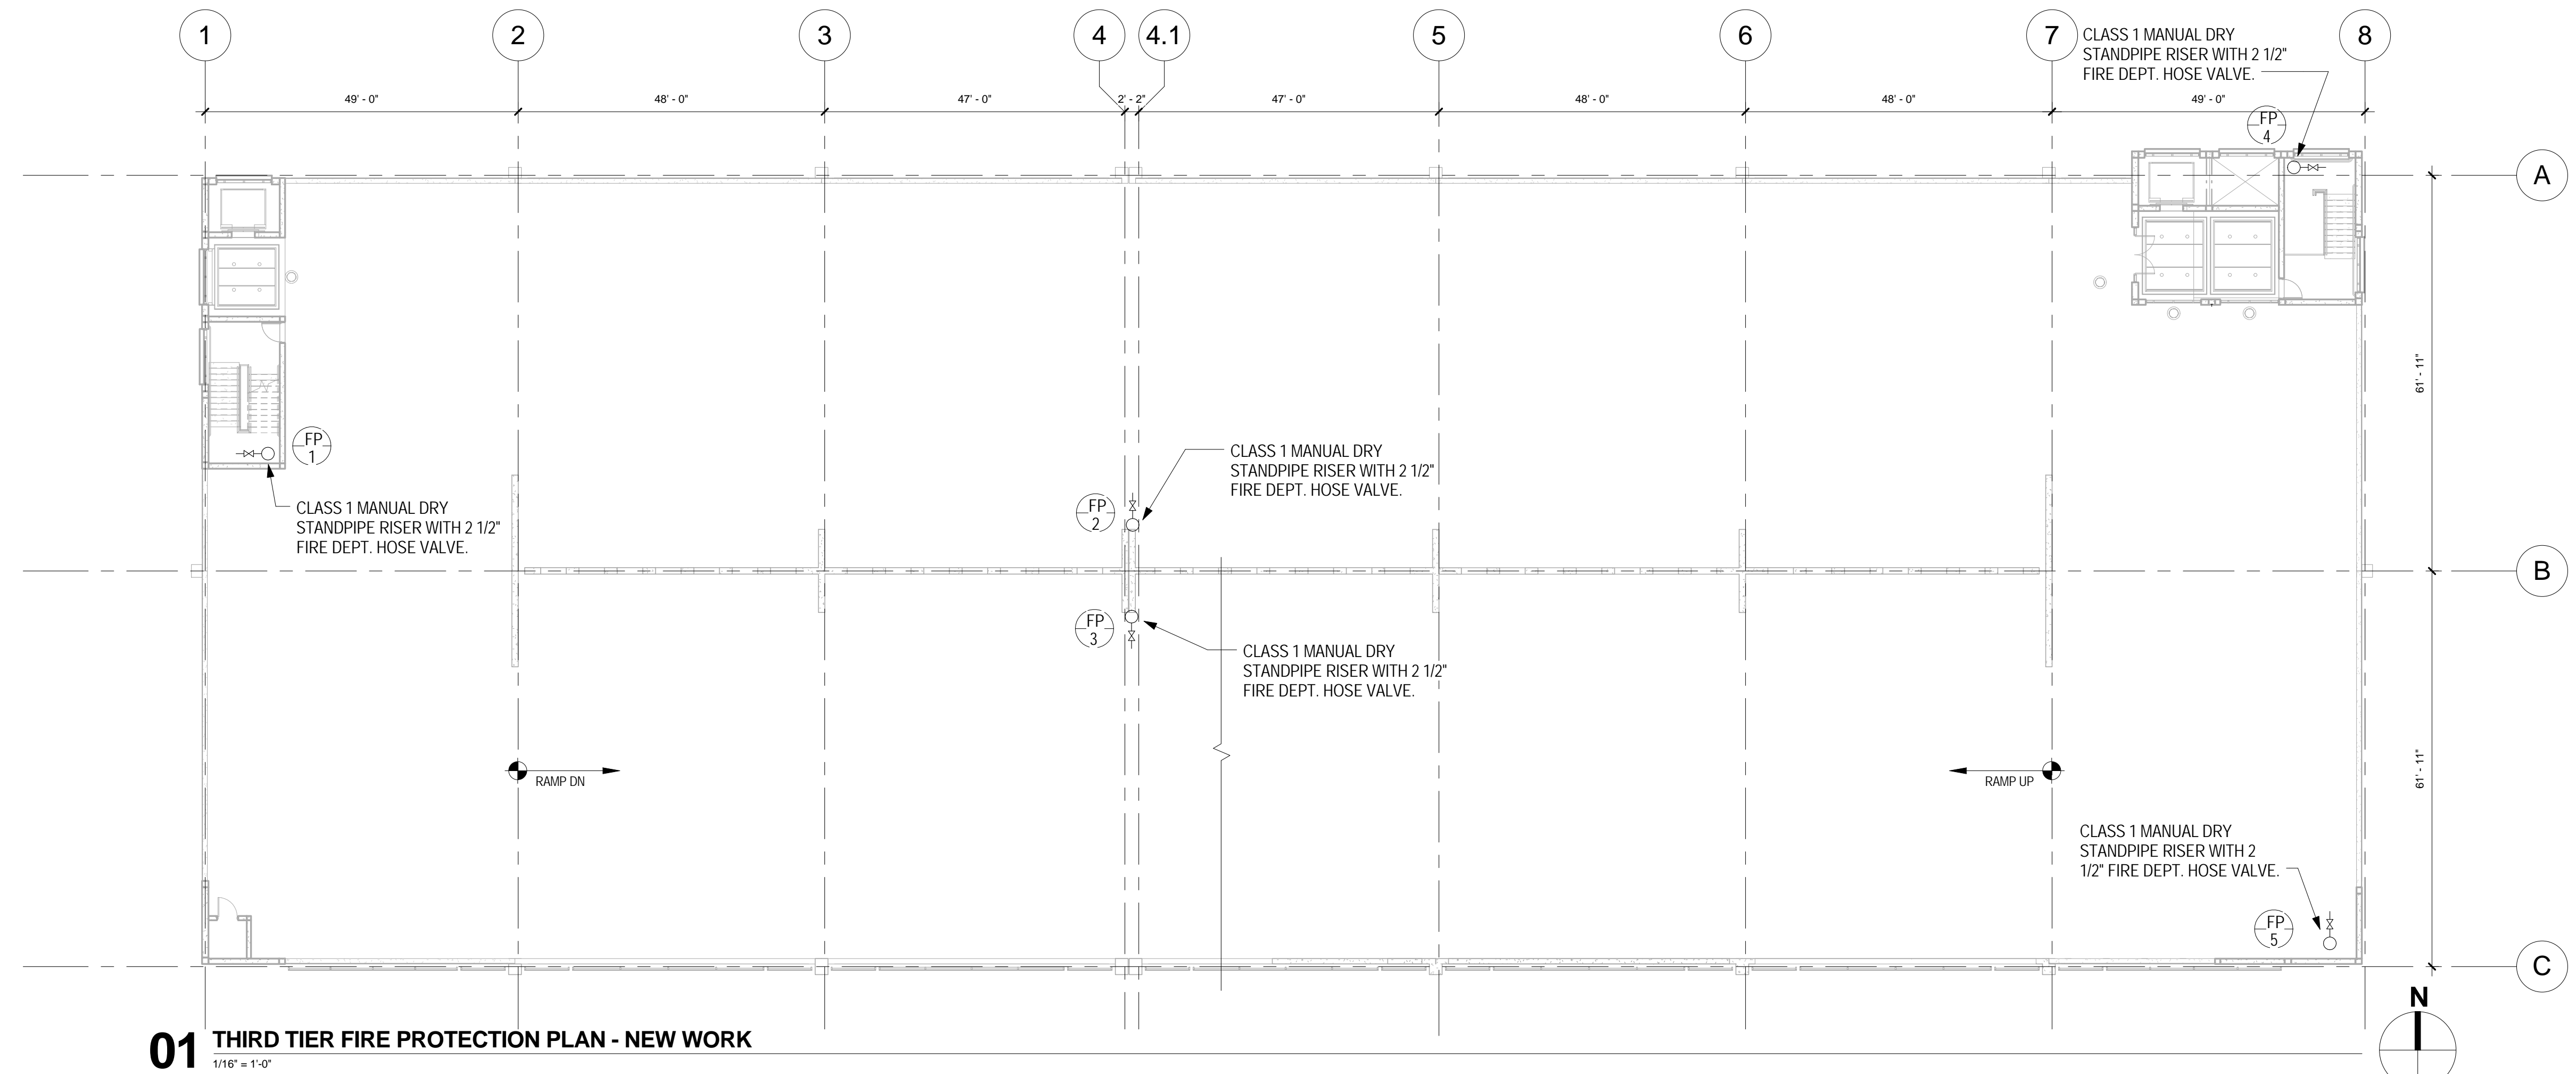 1
2
3
4
4.1
5
6
7
8
CLASS 1 MANUAL DRY
STANDPIPE RISER WITH 2 1/2"
FIRE DEPT. HOSE VALVE.
49' - 0"
48' - 0"
47' - 0"
2' - 2"
47' - 0"
48' - 0"
48' - 0"
49' - 0"
FP
4
A
61' - 11"
FP
1
CLASS 1 MANUAL DRY
STANDPIPE RISER WITH 2 1/2"
FIRE DEPT. HOSE VALVE.
CLASS 1 MANUAL DRY
STANDPIPE RISER WITH 2 1/2"
FIRE DEPT. HOSE VALVE.
FP
2
B
FP
3
CLASS 1 MANUAL DRY
STANDPIPE RISER WITH 2 1/2"
FIRE DEPT. HOSE VALVE.
RAMP DN
RAMP UP
61' - 11"
CLASS 1 MANUAL DRY
STANDPIPE RISER WITH 2
1/2" FIRE DEPT. HOSE VALVE.
FP
5
C
N
01 THIRD TIER FIRE PROTECTION PLAN - NEW WORK
1/16" = 1'-0"